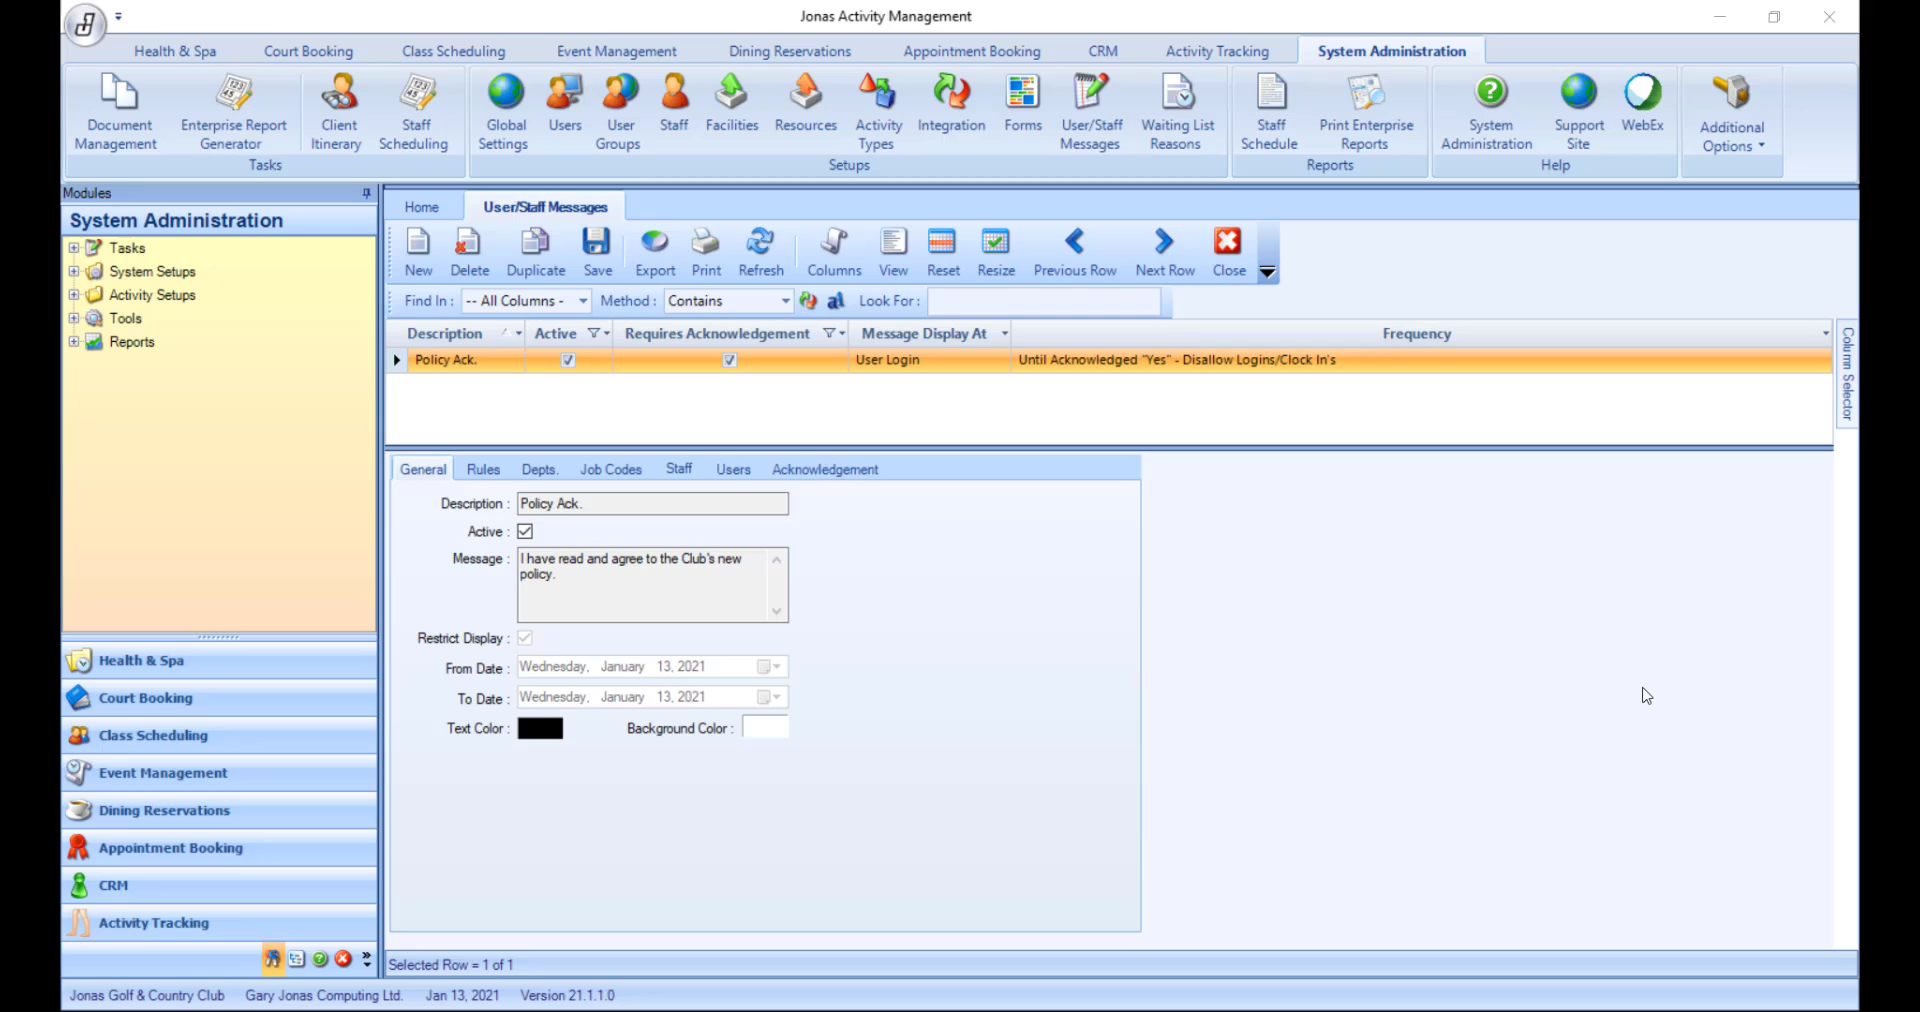 Jonas Activity Management
Health & Spa Court Booking Class Scheduling Event Management Dining Reservations Appointment Booking CRM Activity Tracking System Administration
Document Management Enterprise Report Generator Client Itinerary Staff Scheduling Global Settings Users User Groups Staff Facilities Resources Activity Types Integration Forms User/Staff Messages Waiting List Reasons Staff Schedule Print Enterprise Reports System Administration Support Site WebEx Additional Options
Tasks Setups Reports Help
Modules
System Administration
Tasks
System Setups
Activity Setups
Tools
Reports
Health & Spa
Court Booking
Class Scheduling
Event Management
Dining Reservations
Appointment Booking
CRM
Activity Tracking
Home User/Staff Messages
New Delete Duplicate Save Export Print Refresh Columns View Reset Resize Previous Row Next Row Close
Find In : -- All Columns - Method : Contains Look For :
Description Active Requires Acknowledgement Message Display At Frequency
Policy Ack. User Login Until Acknowledged "Yes" - Disallow Logins/Clock In's
Column Selector
General Rules Depts. Job Codes Staff Users Acknowledgement
Description : Policy Ack.
Active :
Message : I have read and agree to the Club's new
policy.
Restrict Display :
From Date : Wednesday, January 13, 2021
To Date : Wednesday, January 13, 2021
Text Color : Background Color :
Selected Row = 1 of 1
Jonas Golf & Country Club Gary Jonas Computing Ltd. Jan 13, 2021 Version 21.1.1.0